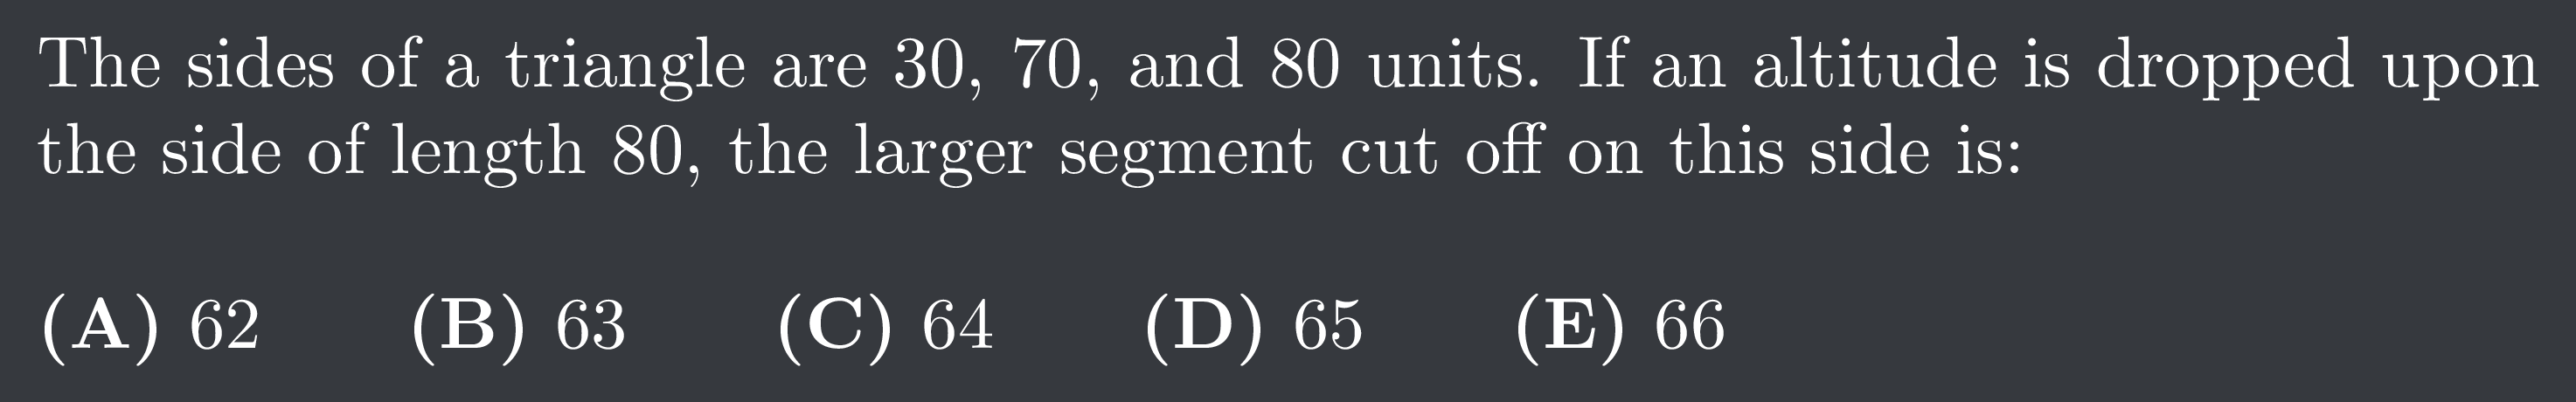 The sides of a triangle are 30, 70, and 80 units. If an altitude is dropped upon
the side of length 80, the larger segment cut off on this side is:
(A) 62 (B) 63 (C) 64 (D) 65 (E) 66